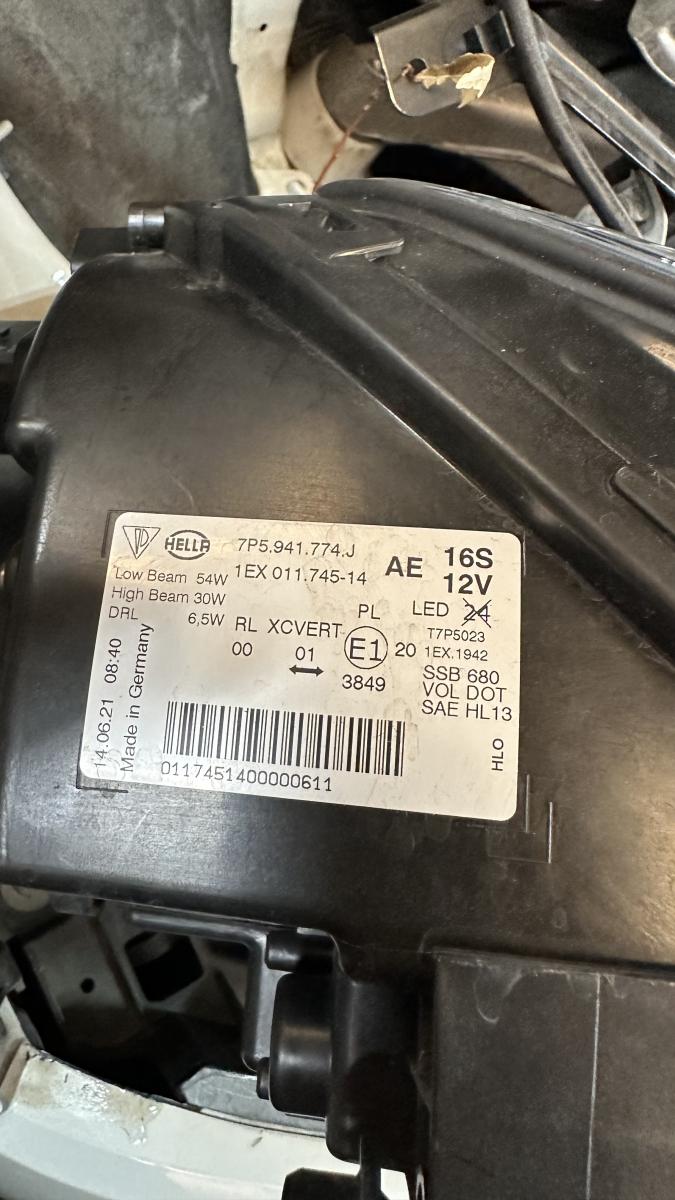 HELLA
7P5.941.774.J
1EX 011.745-14
AE
16S
12V
Low Beam 54W
High Beam 30W
DRL 6,5W
RL XCVERT
00 01
PL
E1 20
3849
LED 24
T7P5023
1EX.1942
SSB 680
VOL DOT
SAE HL13
14.06.21 08:40
Made in Germany
HLO
0117451400000611